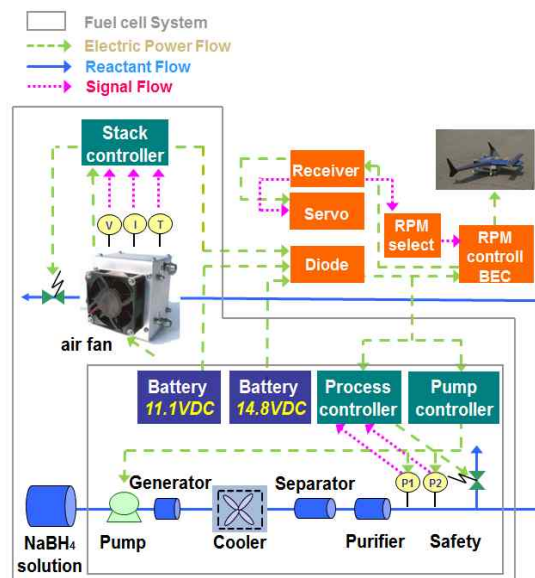 Fuel cell System
Electric Power Flow
Reactant Flow
Signal Flow
Stack
controller
V
I
T
Receiver
Servo
Diode
RPM
select
RPM
controll
BEC
air fan
Battery
11.1VDC
Battery
14.8VDC
Process
controller
Pump
controller
P1
P2
Generator
Separator
NaBH4
solution
Pump
Cooler
Purifier
Safety